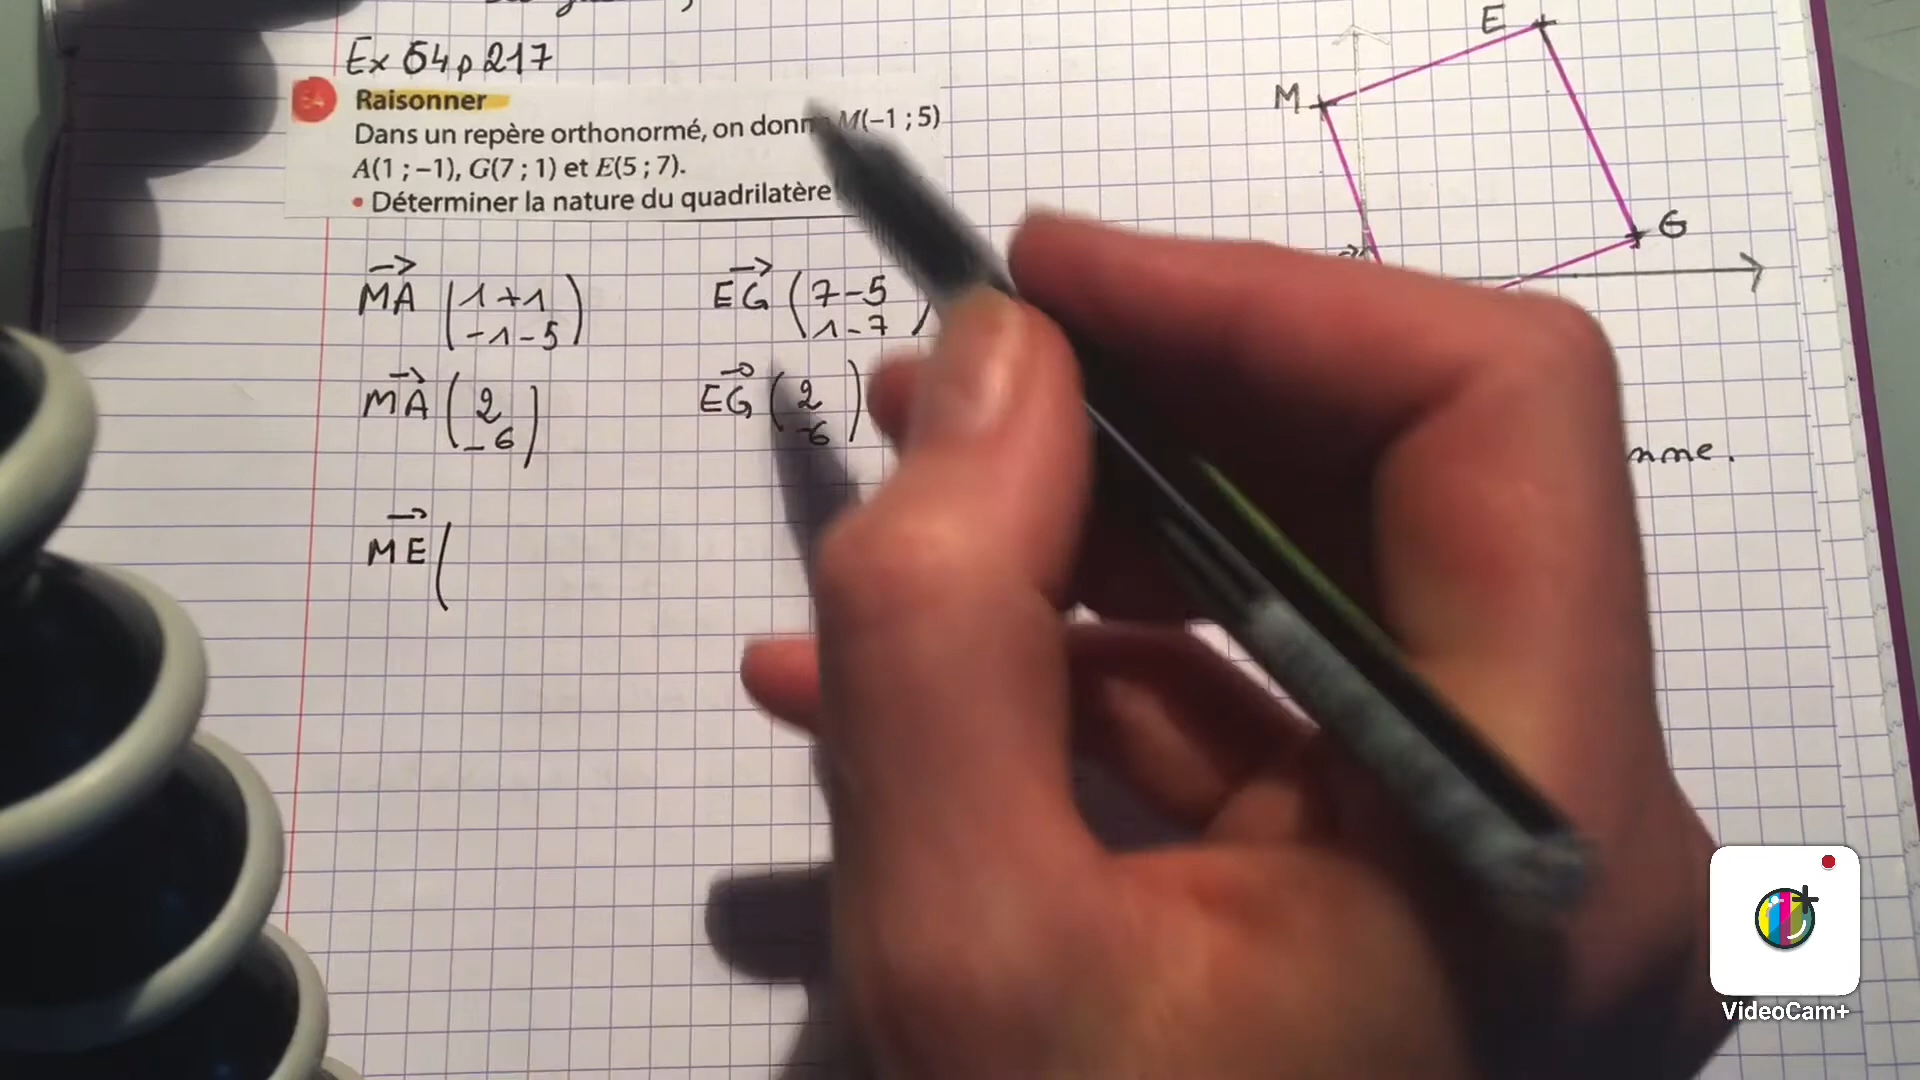 Ex 54 p 217
Raisonner
Dans un repère orthonormé, on donn M(−1 ; 5)
A(1 ; −1), G(7 ; 1) et E(5 ; 7).
• Déterminer la nature du quadrilatère
MA (1+1
-1-5)
EG (7-5
1-7)
MA (2
-6)
EG (2
-6)
ME (
E
M
G
VideoCam+